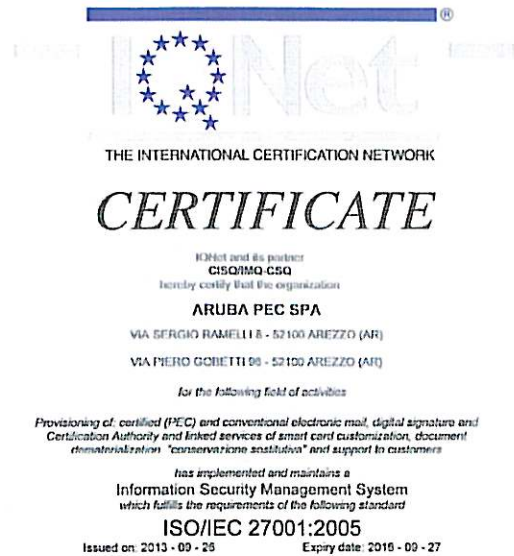 ®
IQNet
THE INTERNATIONAL CERTIFICATION NETWORK
CERTIFICATE
IQNet and its partner
CISQ/IMQ-CSQ
hereby certify that the organization
ARUBA PEC SPA
VIA SERGIO RAMELLI 8 - 52100 AREZZO (AR)
VIA PIERO GOBETTI 96 - 52100 AREZZO (AR)
for the following field of activities
Provisioning of: certified (PEC) and conventional electronic mail, digital signature and
Certification Authority and linked services of smart card customization, document
dematerialization, "conservazione sostitutiva" and support to customers
has implemented and maintains a
Information Security Management System
which fulfills the requirements of the following standard
ISO/IEC 27001:2005
Issued on: 2013 - 09 - 26 Expiry date: 2016 - 09 - 27